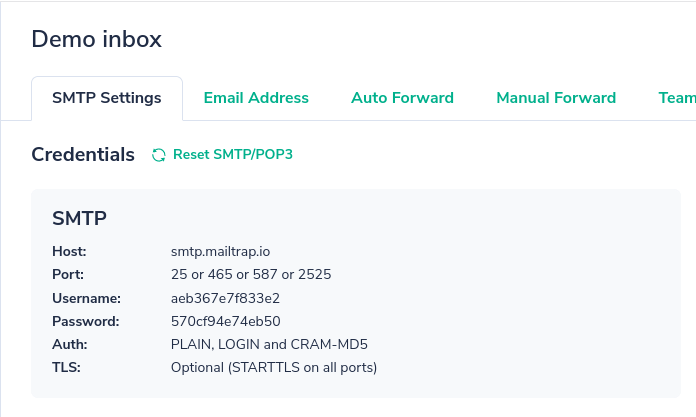 Demo inbox
SMTP Settings Email Address Auto Forward Manual Forward Team
Credentials Reset SMTP/POP3
SMTP
Host: smtp.mailtrap.io
Port: 25 or 465 or 587 or 2525
Username: aeb367e7f833e2
Password: 570cf94e74eb50
Auth: PLAIN, LOGIN and CRAM-MD5
TLS: Optional (STARTTLS on all ports)